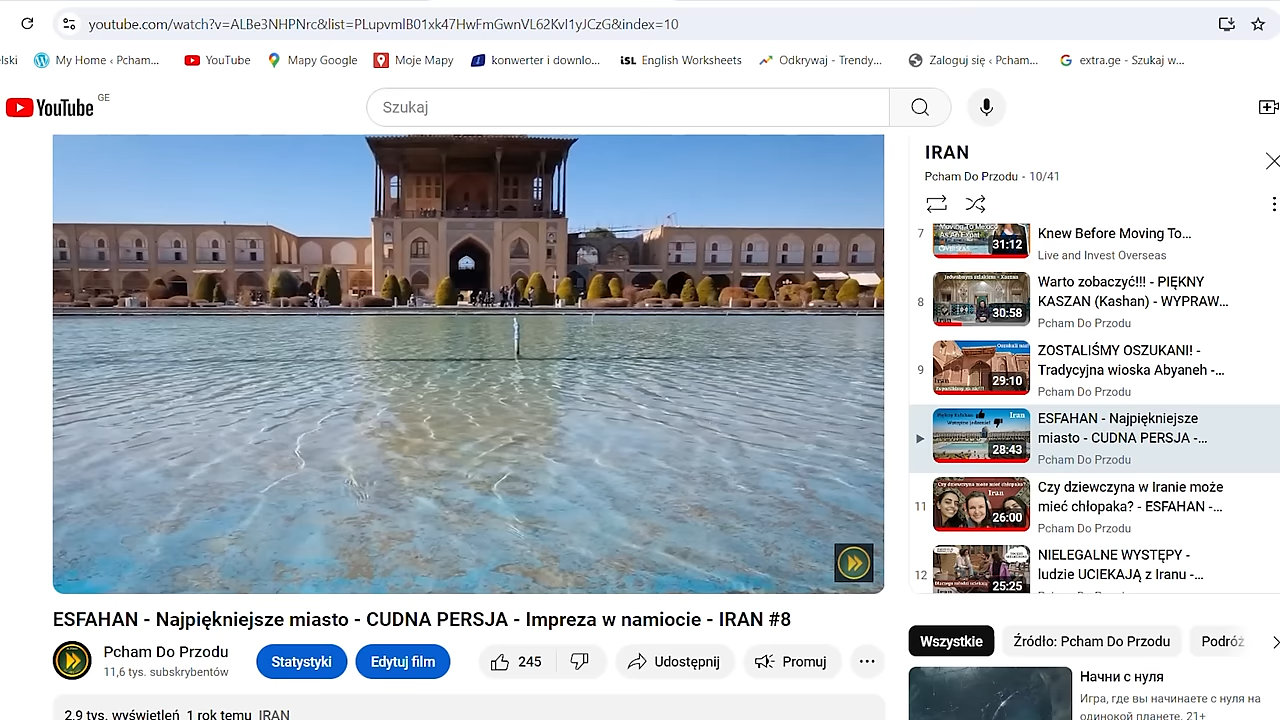 youtube.com/watch?v=ALBe3NHPNrc&list=PLupvmlB01xk47HwFmGwnVL62Kvl1yJCzG&index=10
elski My Home ‹ Pcham... YouTube Mapy Google Moje Mapy konwerter i downlo... iSL English Worksheets Odkrywaj - Trendy... Zaloguj się ‹ Pcham... extra.ge - Szukaj w...
YouTube GE
Szukaj
IRAN
Pcham Do Przodu - 10/41
7
31:12
Knew Before Moving To...
Live and Invest Overseas
8
30:58
Warto zobaczyć!!! - PIĘKNY
KASZAN (Kashan) - WYPRAW...
Pcham Do Przodu
9
29:10
ZOSTALIŚMY OSZUKANI! -
Tradycyjna wioska Abyaneh -...
Pcham Do Przodu
Iran
28:43
ESFAHAN - Najpiękniejsze
miasto - CUDNA PERSJA -...
Pcham Do Przodu
11
Czy dziewczyna może mieć chłopaka?
Iran
26:00
Czy dziewczyna w Iranie może
mieć chłopaka? - ESFAHAN -...
Pcham Do Przodu
12
25:25
NIELEGALNE WYSTĘPY -
ludzie UCIEKAJĄ z Iranu -...
ESFAHAN - Najpiękniejsze miasto - CUDNA PERSJA - Impreza w namiocie - IRAN #8
Pcham Do Przodu
11,6 tys. subskrybentów
Statystyki
Edytuj film
245
Udostępnij
Promuj
2,9 tys. wyświetleń 1 rok temu IRAN
Wszystkie
Źródło: Pcham Do Przodu
Podróż
Начни с нуля
Игра, где вы начинаете с нуля на
одинокой планете. 21+